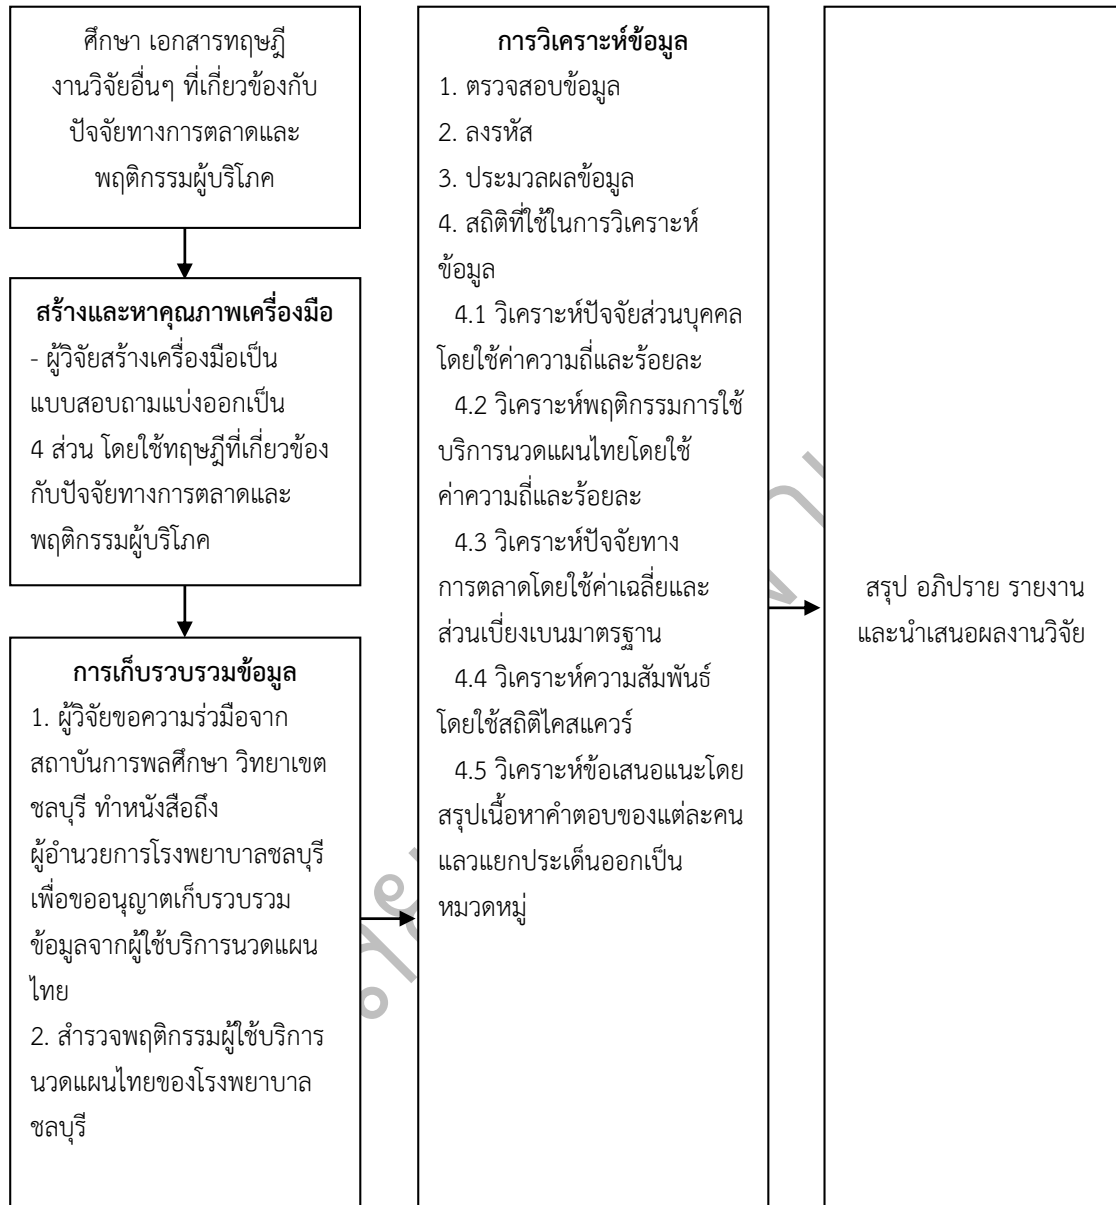 ศึกษา เอกสารทฤษฎี
งานวิจัยอื่นๆ ที่เกี่ยวข้องกับ
ปัจจัยทางการตลาดและ
พฤติกรรมผู้บริโภค
สร้างและหาคุณภาพเครื่องมือ
- ผู้วิจัยสร้างเครื่องมือเป็น
แบบสอบถามแบ่งออกเป็น
4 ส่วน โดยใช้ทฤษฎีที่เกี่ยวข้อง
กับปัจจัยทางการตลาดและ
พฤติกรรมผู้บริโภค
การเก็บรวบรวมข้อมูล
1. ผู้วิจัยขอความร่วมือจาก
สถาบันการพลศึกษา วิทยาเขต
ชลบุรี ทำหนังสือถึง
ผู้อำนวยการโรงพยาบาลชลบุรี
เพื่อขออนุญาตเก็บรวบรวม
ข้อมูลจากผู้ใช้บริการนวดแผน
ไทย
2. สำรวจพฤติกรรมผู้ใช้บริการ
นวดแผนไทยของโรงพยาบาล
ชลบุรี
การวิเคราะห์ข้อมูล
1. ตรวจสอบข้อมูล
2. ลงรหัส
3. ประมวลผลข้อมูล
4. สถิติที่ใช้ในการวิเคราะห์
ข้อมูล
4.1 วิเคราะห์ปัจจัยส่วนบุคคล
โดยใช้ค่าความถี่และร้อยละ
4.2 วิเคราะห์พฤติกรรมการใช้
บริการนวดแผนไทยโดยใช้
ค่าความถี่และร้อยละ
4.3 วิเคราะห์ปัจจัยทาง
การตลาดโดยใช้ค่าเฉลี่ยและ
ส่วนเบี่ยงเบนมาตรฐาน
4.4 วิเคราะห์ความสัมพันธ์
โดยใช้สถิติไคสแควร์
4.5 วิเคราะห์ข้อเสนอแนะโดย
สรุปเนื้อหาคำตอบของแต่ละคน
แลวแยกประเด็นออกเป็น
หมวดหมู่
สรุป อภิปราย รายงาน
และนำเสนอผลงานวิจัย